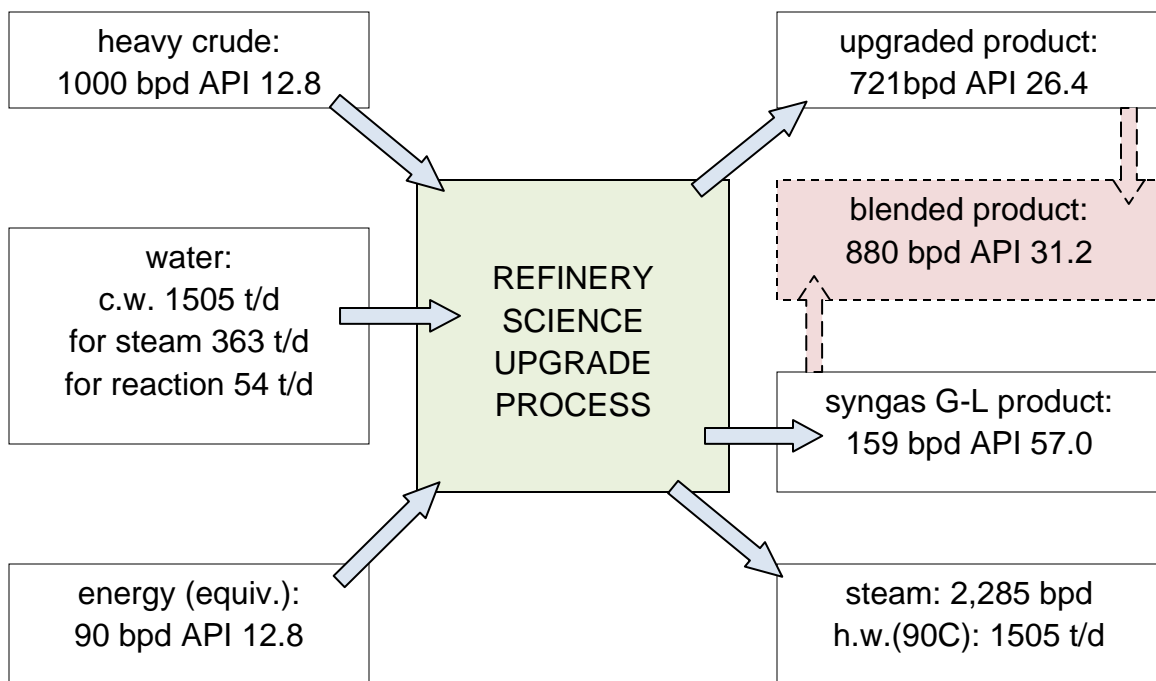 heavy crude:
1000 bpd API 12.8
water:
c.w. 1505 t/d
for steam 363 t/d
for reaction 54 t/d
energy (equiv.):
90 bpd API 12.8
REFINERY
SCIENCE
UPGRADE
PROCESS
upgraded product:
721bpd API 26.4
blended product:
880 bpd API 31.2
syngas G-L product:
159 bpd API 57.0
steam: 2,285 bpd
h.w.(90C): 1505 t/d